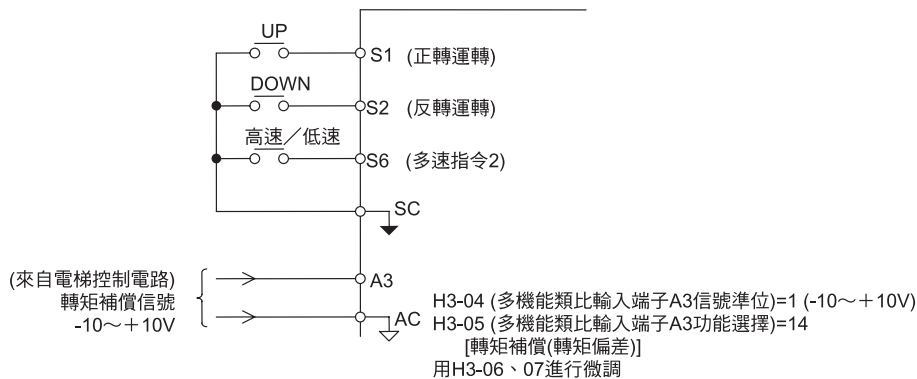 UP
S1 (正轉運轉)
DOWN
S2 (反轉運轉)
高速／低速
S6 (多速指令2)
SC
(來自電梯控制電路)
轉矩補償信號
-10～＋10V
A3
AC
H3-04 (多機能類比輸入端子A3信號準位)=1 (-10～＋10V)
H3-05 (多機能類比輸入端子A3功能選擇)=14
[轉矩補償(轉矩偏差)]
用H3-06、07進行微調